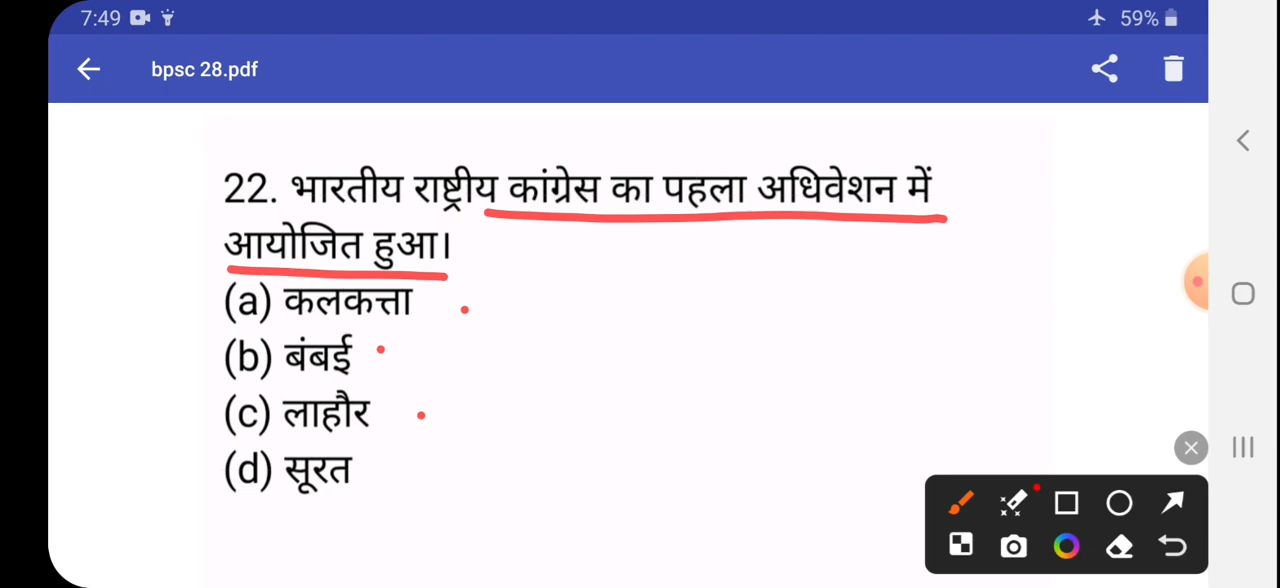 7:49
59%
bpsc 28.pdf
22. भारतीय राष्ट्रीय कांग्रेस का पहला अधिवेशन में
आयोजित हुआ।
(a) कलकत्ता
(b) बंबई
(c) लाहौर
(d) सूरत